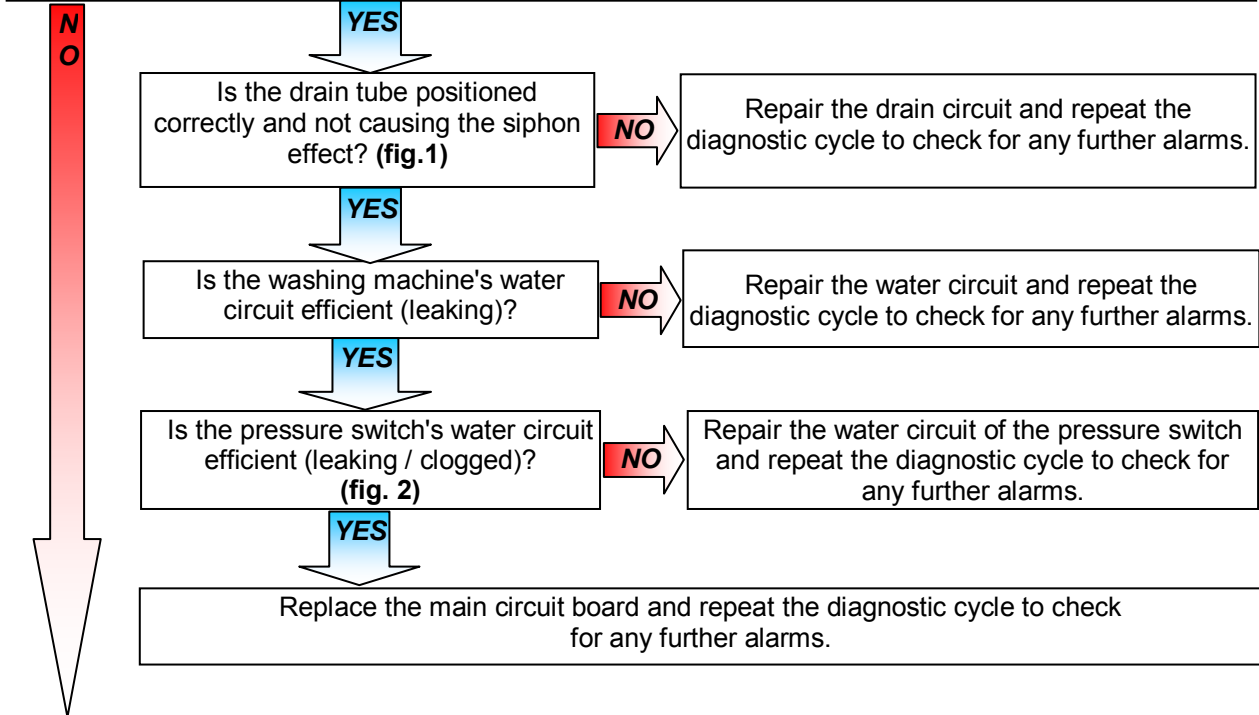 N
O
YES
Is the drain tube positioned
correctly and not causing the siphon
effect? (fig.1)
NO
Repair the drain circuit and repeat the
diagnostic cycle to check for any further alarms.
YES
Is the washing machine's water
circuit efficient (leaking)?
NO
Repair the water circuit and repeat the
diagnostic cycle to check for any further alarms.
YES
Is the pressure switch's water circuit
efficient (leaking / clogged)?
(fig. 2)
NO
Repair the water circuit of the pressure switch
and repeat the diagnostic cycle to check for
any further alarms.
YES
Replace the main circuit board and repeat the diagnostic cycle to check
for any further alarms.